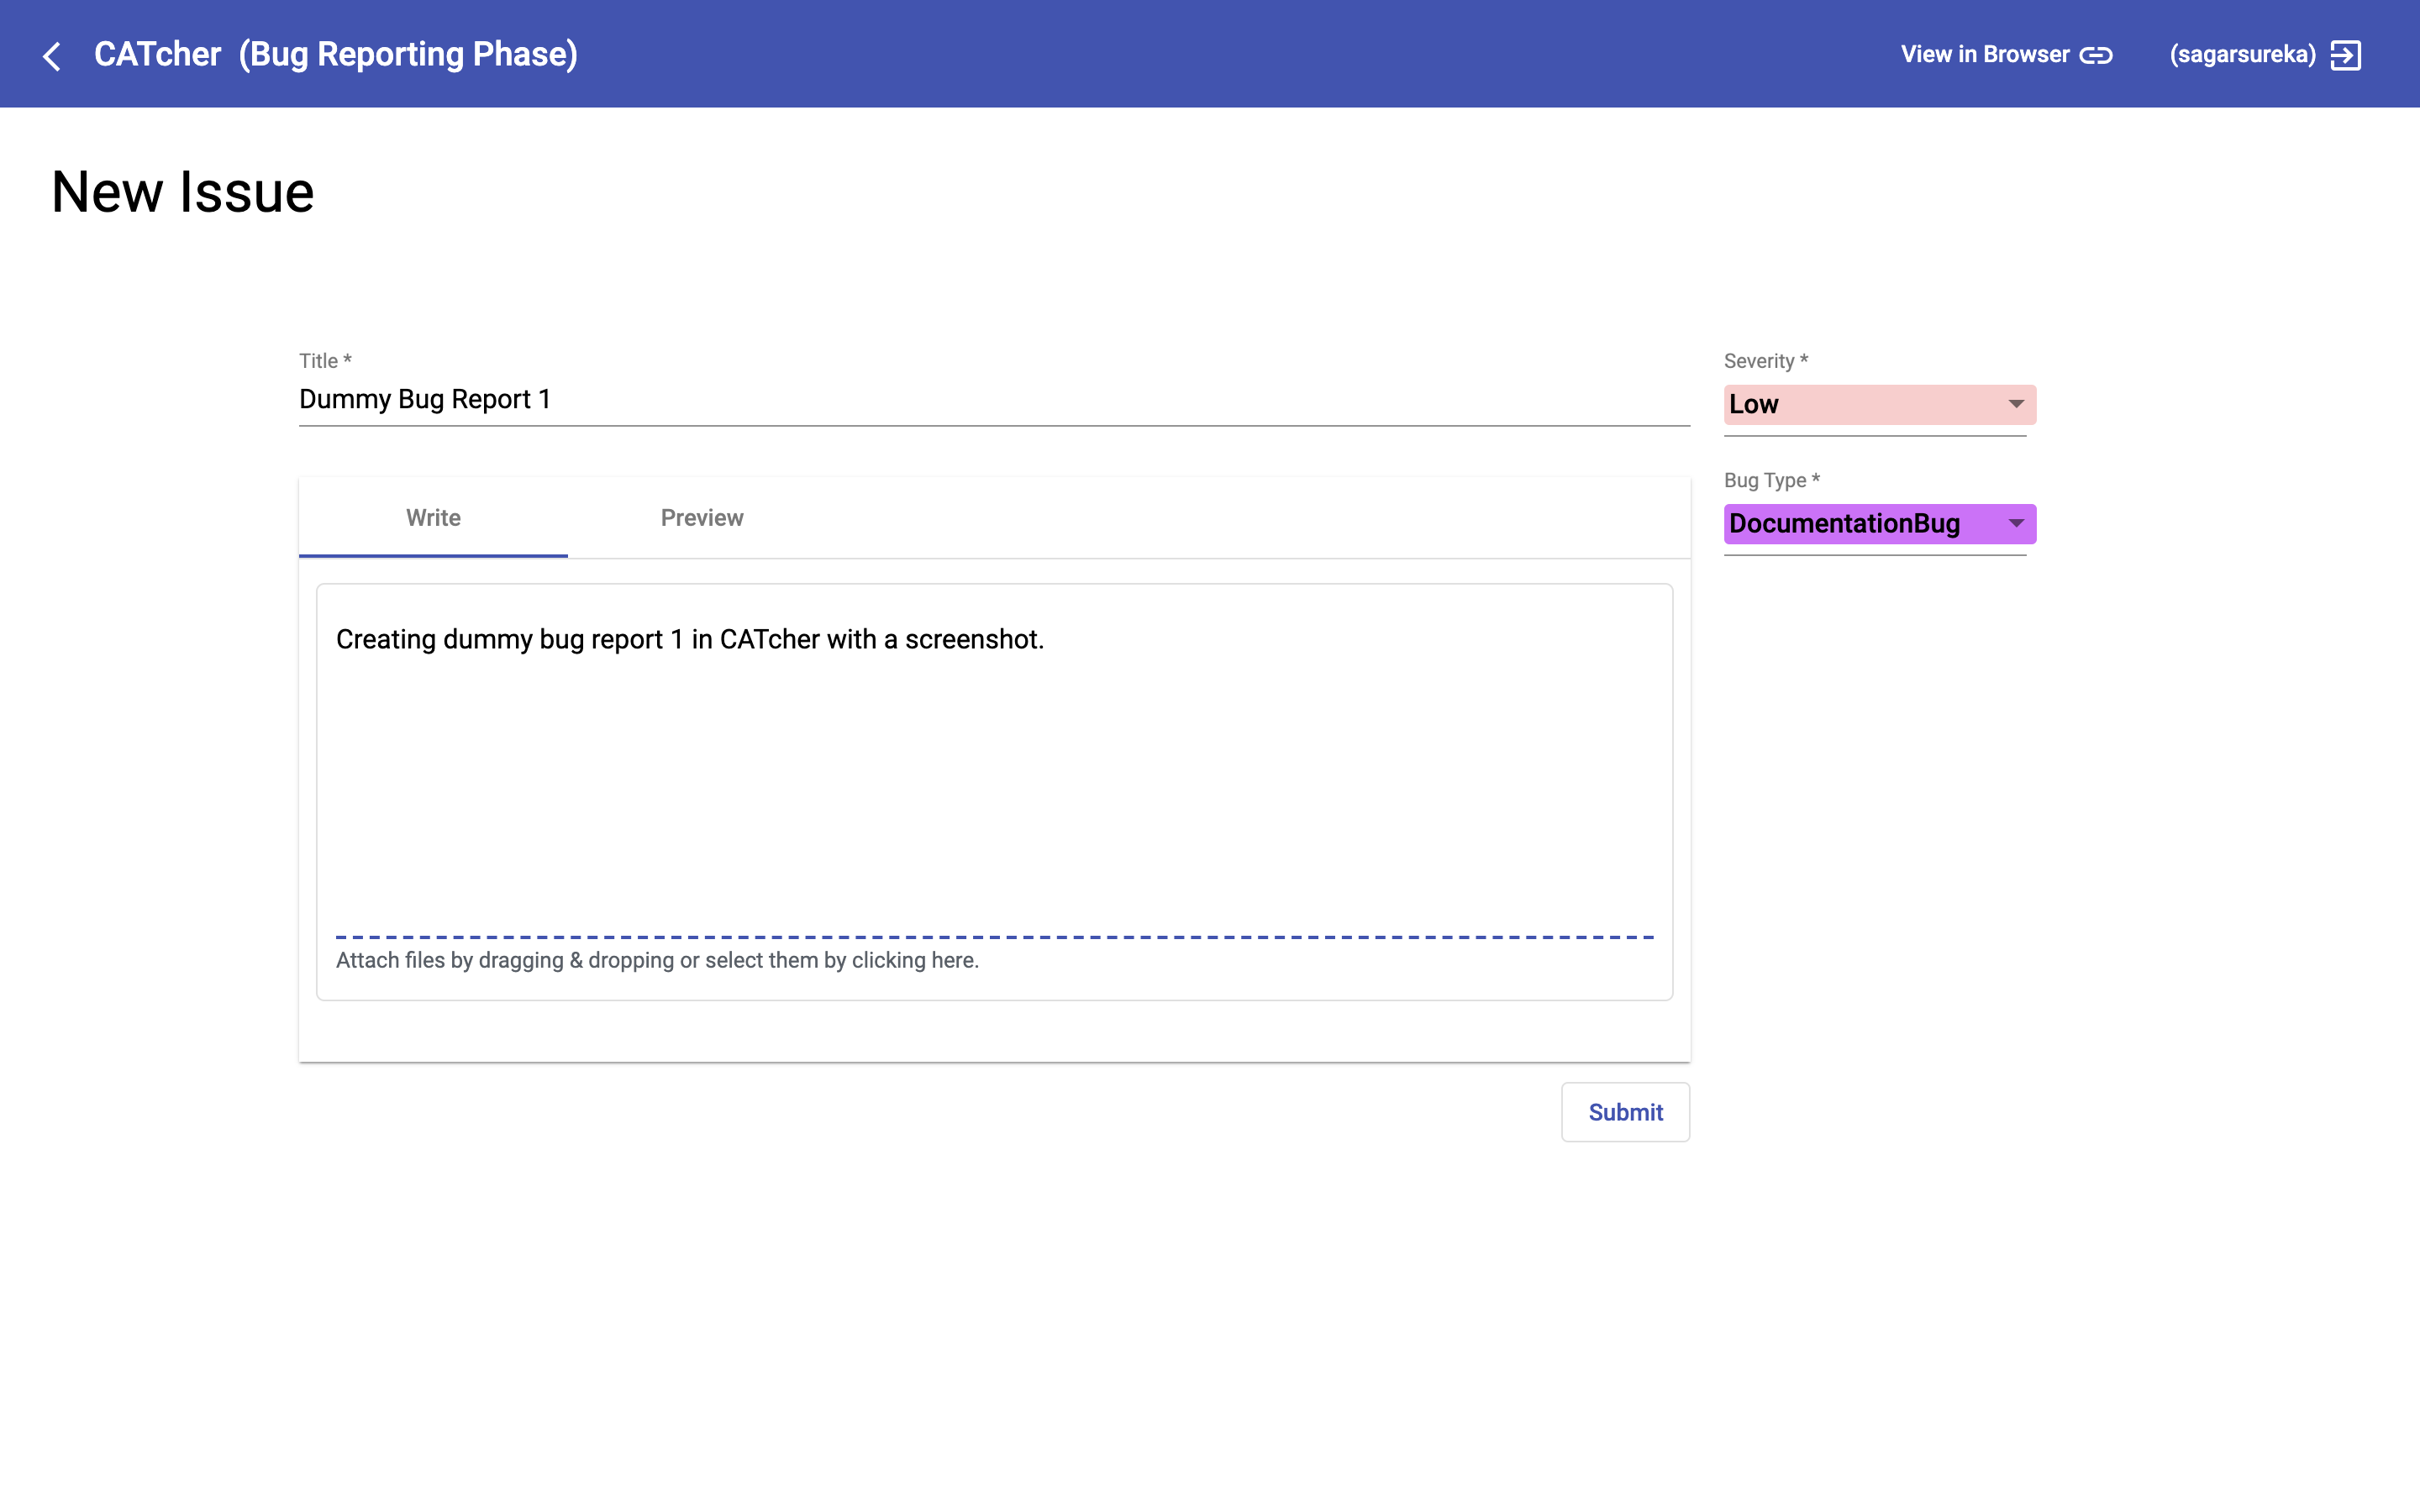 CATcher (Bug Reporting Phase)
View in Browser
(sagarsureka)
New Issue
Title *
Dummy Bug Report 1
Severity *
Low
Bug Type *
DocumentationBug
Write
Preview
Creating dummy bug report 1 in CATcher with a screenshot.
Attach files by dragging & dropping or select them by clicking here.
Submit